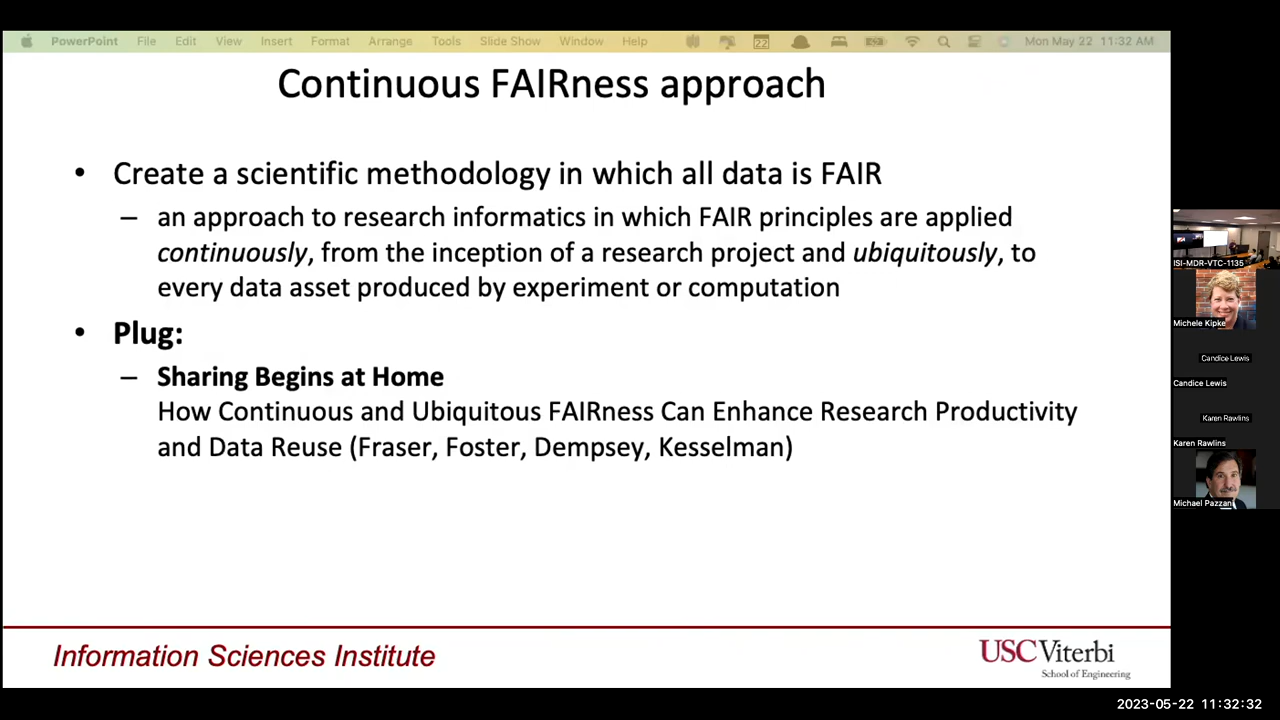 PowerPoint File Edit View Insert Format Arrange Tools Slide Show Window Help 22 Mon May 22 11:32 AM
Continuous FAIRness approach
• Create a scientific methodology in which all data is FAIR
– an approach to research informatics in which FAIR principles are applied
continuously, from the inception of a research project and ubiquitously, to
every data asset produced by experiment or computation
• Plug:
– Sharing Begins at Home
How Continuous and Ubiquitous FAIRness Can Enhance Research Productivity
and Data Reuse (Fraser, Foster, Dempsey, Kesselman)
Information Sciences Institute
USC Viterbi
School of Engineering
ISI-MDR-VTC-1135
Michele Kipke
Candice Lewis
Candice Lewis
Karen Rawlins
Karen Rawlins
Michael Pazzani
2023-05-22 11:32:32